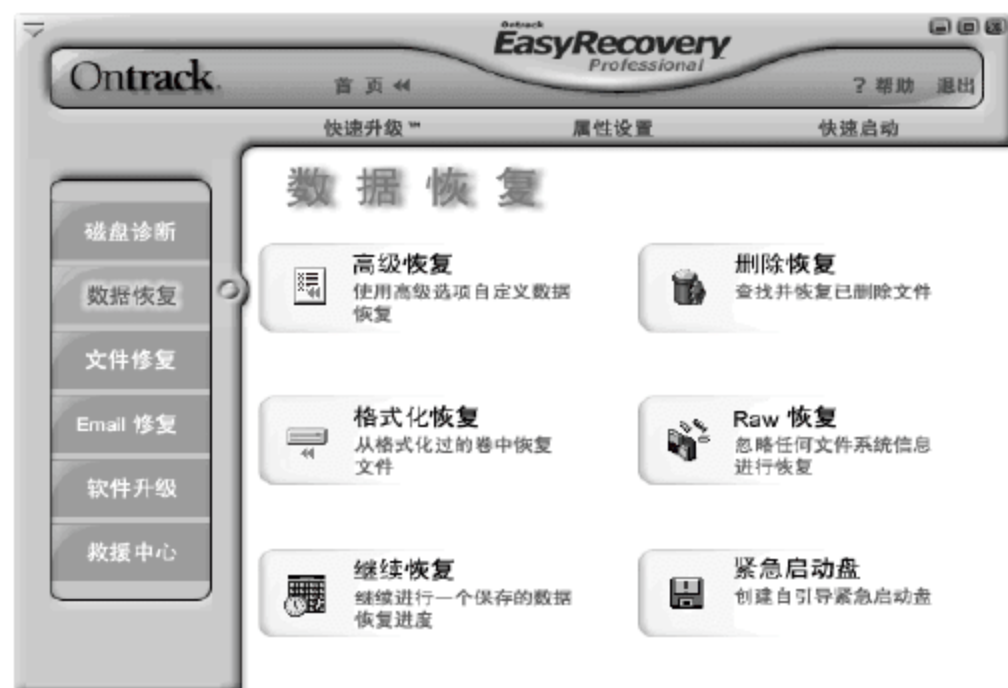 Ontrack
EasyRecovery
Professional
Ontrack.
首 页
? 帮助 退出
快速升级™ 属性设置 快速启动
数据恢复
磁盘诊断
数据恢复
文件修复
Email 修复
软件升级
救援中心
高级恢复
使用高级选项自定义数据
恢复
删除恢复
查找并恢复已删除文件
格式化恢复
从格式化过的卷中恢复
文件
Raw 恢复
忽略任何文件系统信息
进行恢复
继续恢复
继续进行一个保存的数据
恢复进度
紧急启动盘
创建自引导紧急启动盘